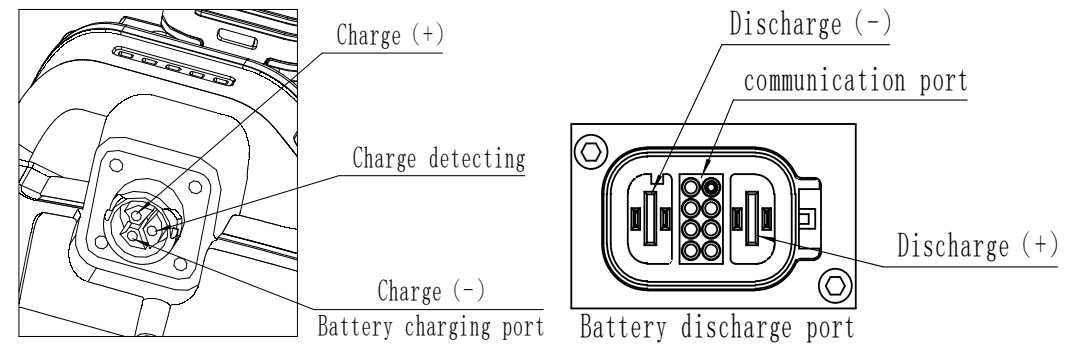 Charge (+)
Charge detecting
Charge (-)
Battery charging port
Discharge (-)
communication port
Discharge (+)
Battery discharge port